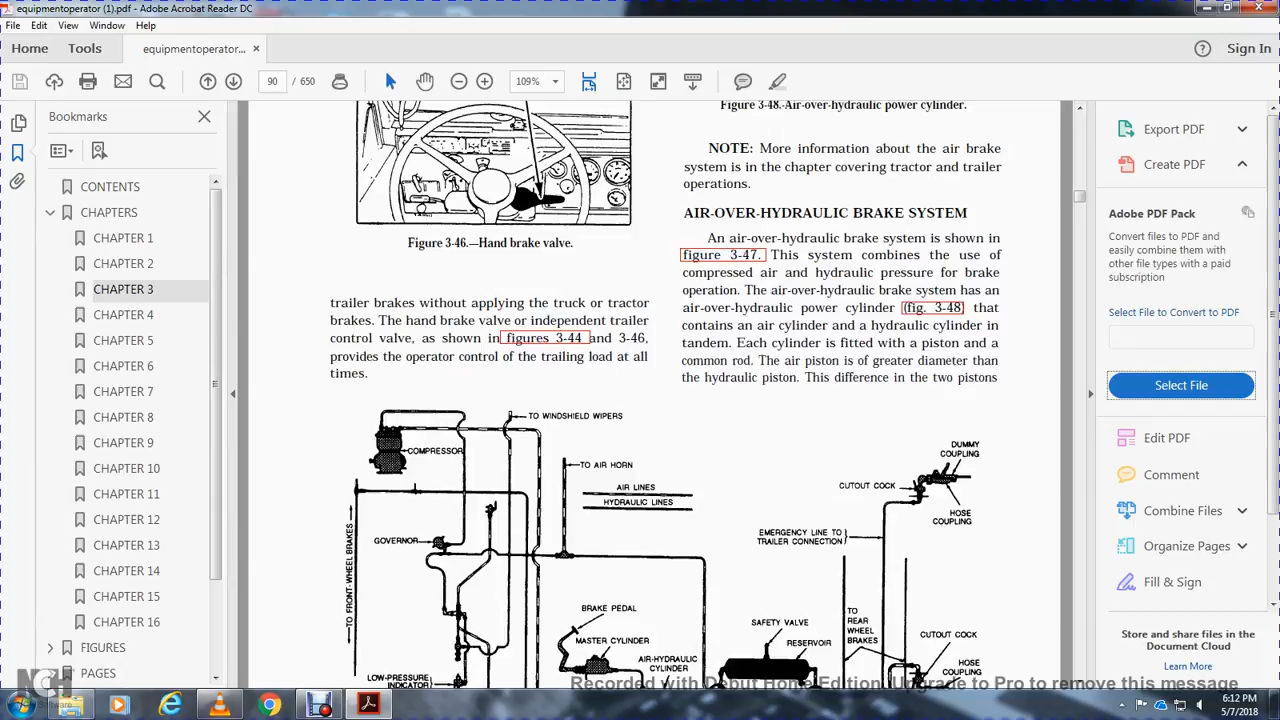 equipmentoperator (1).pdf - Adobe Acrobat Reader DC
File Edit View Window Help
Home Tools equipmentoperator... × Sign In
90 / 650 109%
Bookmarks
CONTENTS
CHAPTERS
CHAPTER 1
CHAPTER 2
CHAPTER 3
CHAPTER 4
CHAPTER 5
CHAPTER 6
CHAPTER 7
CHAPTER 8
CHAPTER 9
CHAPTER 10
CHAPTER 11
CHAPTER 12
CHAPTER 13
CHAPTER 14
CHAPTER 15
CHAPTER 16
FIGURES
PAGES
Figure 3-46.—Hand brake valve.
trailer brakes without applying the truck or tractor
brakes. The hand brake valve or independent trailer
control valve, as shown in figures 3-44 and 3-46,
provides the operator control of the trailing load at all
times.
Figure 3-48.-Air-over-hydraulic power cylinder.
NOTE: More information about the air brake
system is in the chapter covering tractor and trailer
operations.
AIR-OVER-HYDRAULIC BRAKE SYSTEM
An air-over-hydraulic brake system is shown in
figure 3-47. This system combines the use of
compressed air and hydraulic pressure for brake
operation. The air-over-hydraulic brake system has an
air-over-hydraulic power cylinder (fig. 3-48) that
contains an air cylinder and a hydraulic cylinder in
tandem. Each cylinder is fitted with a piston and a
common rod. The air piston is of greater diameter than
the hydraulic piston. This difference in the two pistons
TO WINDSHIELD WIPERS
COMPRESSOR
TO AIR HORN
AIR LINES
HYDRAULIC LINES
GOVERNOR
TO FRONT-WHEEL BRAKES
BRAKE PEDAL
MASTER CYLINDER
AIR-HYDRAULIC
CYLINDER
LOW-PRESSURE
INDICATOR
SAFETY VALVE
RESERVOIR
DUMMY
COUPLING
CUTOUT COCK
HOSE
COUPLING
EMERGENCY LINE TO
TRAILER CONNECTION
TO
REAR
WHEEL
BRAKES
CUTOUT COCK
HOSE
COUPLING
Export PDF
Create PDF
Adobe PDF Pack
Convert files to PDF and
easily combine them with
other file types with a paid
subscription
Select File to Convert to PDF
Select File
Edit PDF
Comment
Combine Files
Organize Pages
Fill & Sign
Store and share files in the
Document Cloud
Learn More
Recorded with Debut Home Edition. Upgrade to Pro to remove this message
NCH
Software
6:12 PM
5/7/2018